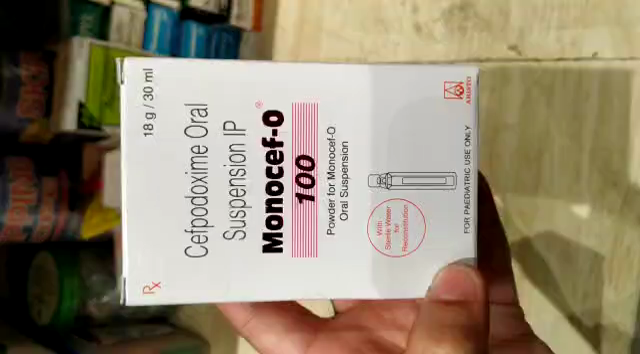 Rx
18 g / 30 ml
Cefpodoxime Oral
Suspension IP
Monocef-O®
100
Powder for Monocef-O
Oral Suspension
With
Sterile Water
for
Reconstitution
FOR PAEDIATRIC USE ONLY
ARISTO